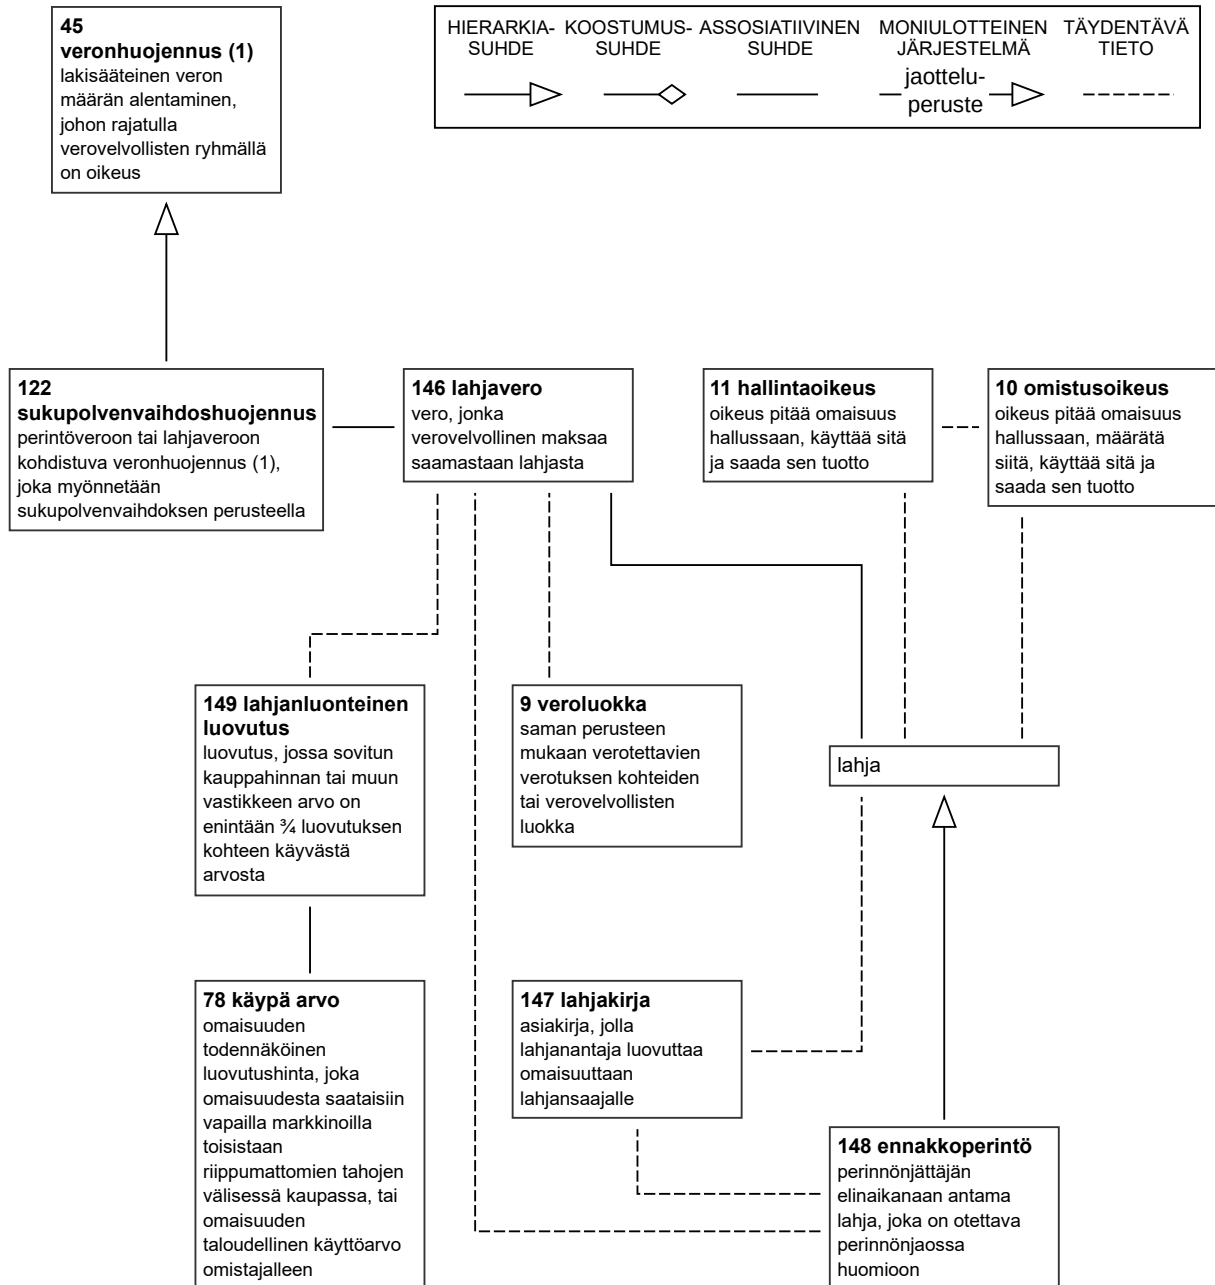 45
veronhuojennus (1)
lakisääteinen veron
määrän alentaminen,
johon rajatulla
verovelvollisten ryhmällä
on oikeus
HIERARKIA-
SUHDE
KOOSTUMUS-
SUHDE
ASSOSIATIIVINEN
SUHDE
MONIULOTTEINEN
JÄRJESTELMÄ
jaottelu-
peruste
TÄYDENTÄVÄ
TIETO
122
sukupolvenvaihdoshuojennus
perintöveroon tai lahjaveroon
kohdistuva veronhuojennus (1),
joka myönnetään
sukupolvenvaihdoksen perusteella
146 lahjavero
vero, jonka
verovelvollinen maksaa
saamastaan lahjasta
11 hallintaoikeus
oikeus pitää omaisuus
hallussaan, käyttää sitä
ja saada sen tuotto
10 omistusoikeus
oikeus pitää omaisuus
hallussaan, määrätä
siitä, käyttää sitä ja
saada sen tuotto
149 lahjanluonteinen
luovutus
luovutus, jossa sovitun
kauppahinnan tai muun
vastikkeen arvo on
enintään ¾ luovutuksen
kohteen käyvästä
arvosta
9 veroluokka
saman perusteen
mukaan verotettavien
verotuksen kohteiden
tai verovelvollisten
luokka
lahja
78 käypä arvo
omaisuuden
todennäköinen
luovutushinta, joka
omaisuudesta saataisiin
vapailla markkinoilla
toisistaan
riippumattomien tahojen
välisessä kaupassa, tai
omaisuuden
taloudellinen käyttöarvo
omistajalleen
147 lahjakirja
asiakirja, jolla
lahjanantaja luovuttaa
omaisuuttaan
lahjansaajalle
148 ennakkoperintö
perinnönjättäjän
elinaikanaan antama
lahja, joka on otettava
perinnönjaossa
huomioon